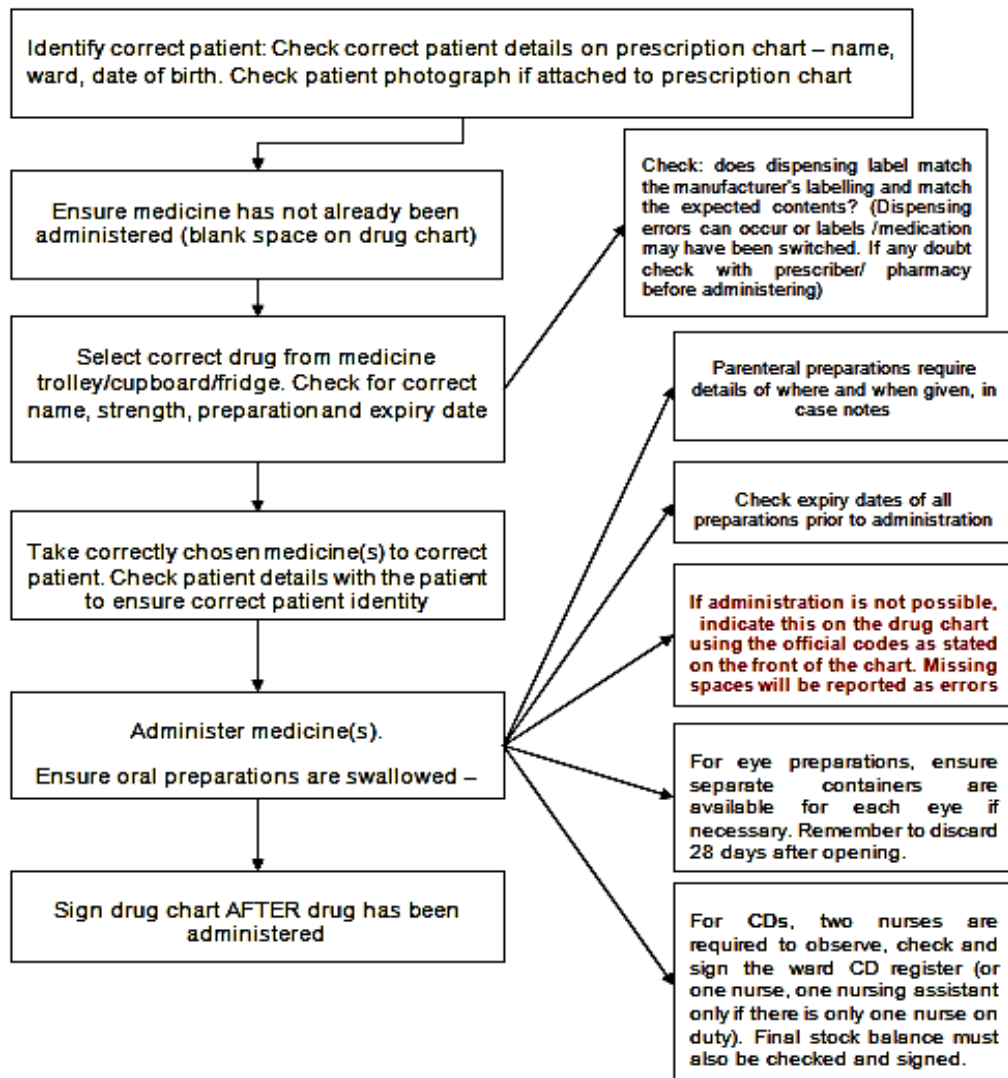 Identify correct patient: Check correct patient details on prescription chart – name,
ward, date of birth. Check patient photograph if attached to prescription chart
Ensure medicine has not already been
administered (blank space on drug chart)
Check: does dispensing label match
the manufacturer's labelling and match
the expected contents? (Dispensing
errors can occur or labels /medication
may have been switched. If any doubt
check with prescriber/ pharmacy
before administering)
Select correct drug from medicine
trolley/cupboard/fridge. Check for correct
name, strength, preparation and expiry date
Parenteral preparations require
details of where and when given, in
case notes
Check expiry dates of all
preparations prior to administration
Take correctly chosen medicine(s) to correct
patient. Check patient details with the patient
to ensure correct patient identity
If administration is not possible,
indicate this on the drug chart
using the official codes as stated
on the front of the chart. Missing
spaces will be reported as errors
Administer medicine(s).
Ensure oral preparations are swallowed –
For eye preparations, ensure
separate containers are
available for each eye if
necessary. Remember to discard
28 days after opening.
Sign drug chart AFTER drug has been
administered
For CDs, two nurses are
required to observe, check and
sign the ward CD register (or
one nurse, one nursing assistant
only if there is only one nurse on
duty). Final stock balance must
also be checked and signed.